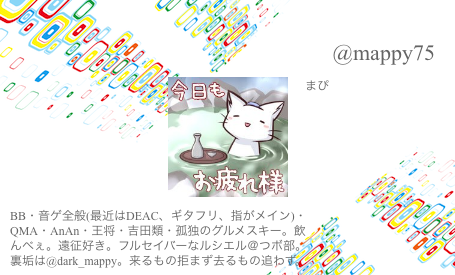 @mappy75
まぴ
今日も
お疲れ様
BB・音ゲ全般(最近はDEAC、ギタフリ、指がメイン)・
QMA・AnAn・王将・吉田類・孤独のグルメスキー。飲
んべぇ。遠征好き。フルセイバーなルシエル＠つボ部。
裏垢は@dark_mappy。来るもの拒まず去るもの追わず。